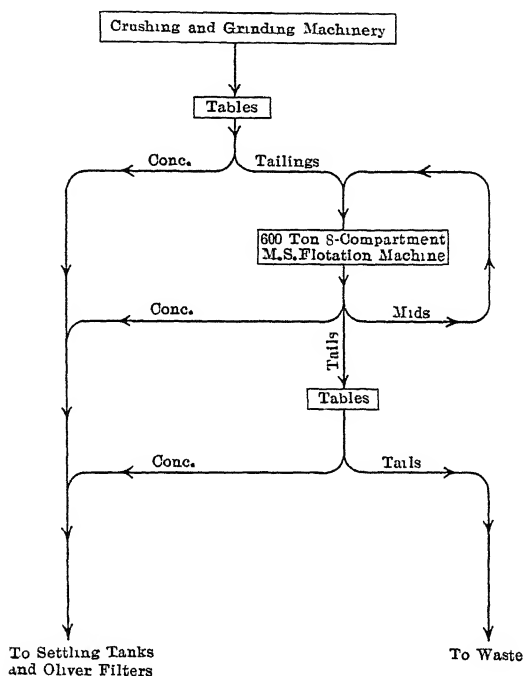 Crushing and Grinding Machinery
Tables
Conc.
Tailings
600 Ton 8-Compartment
M.S.Flotation Machine
Conc.
Mids
Tails
Tables
Conc.
Tails
To Settling Tanks
and Oliver Filters
To Waste